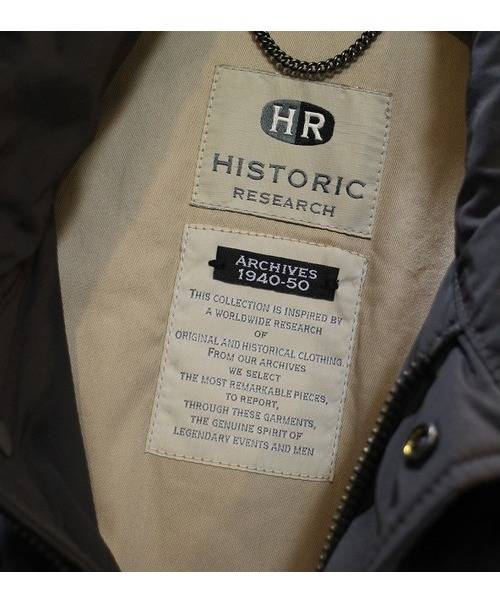 HR
HISTORIC
RESEARCH
ARCHIVES
1940-50
THIS COLLECTION IS INSPIRED BY
A WORLDWIDE RESEARCH
OF
ORIGINAL AND HISTORICAL CLOTHING.
FROM OUR ARCHIVES
WE SELECT
THE MOST REMARKABLE PIECES,
TO REPORT,
THROUGH THESE GARMENTS,
THE GENUINE SPIRIT OF
LEGENDARY EVENTS AND MEN